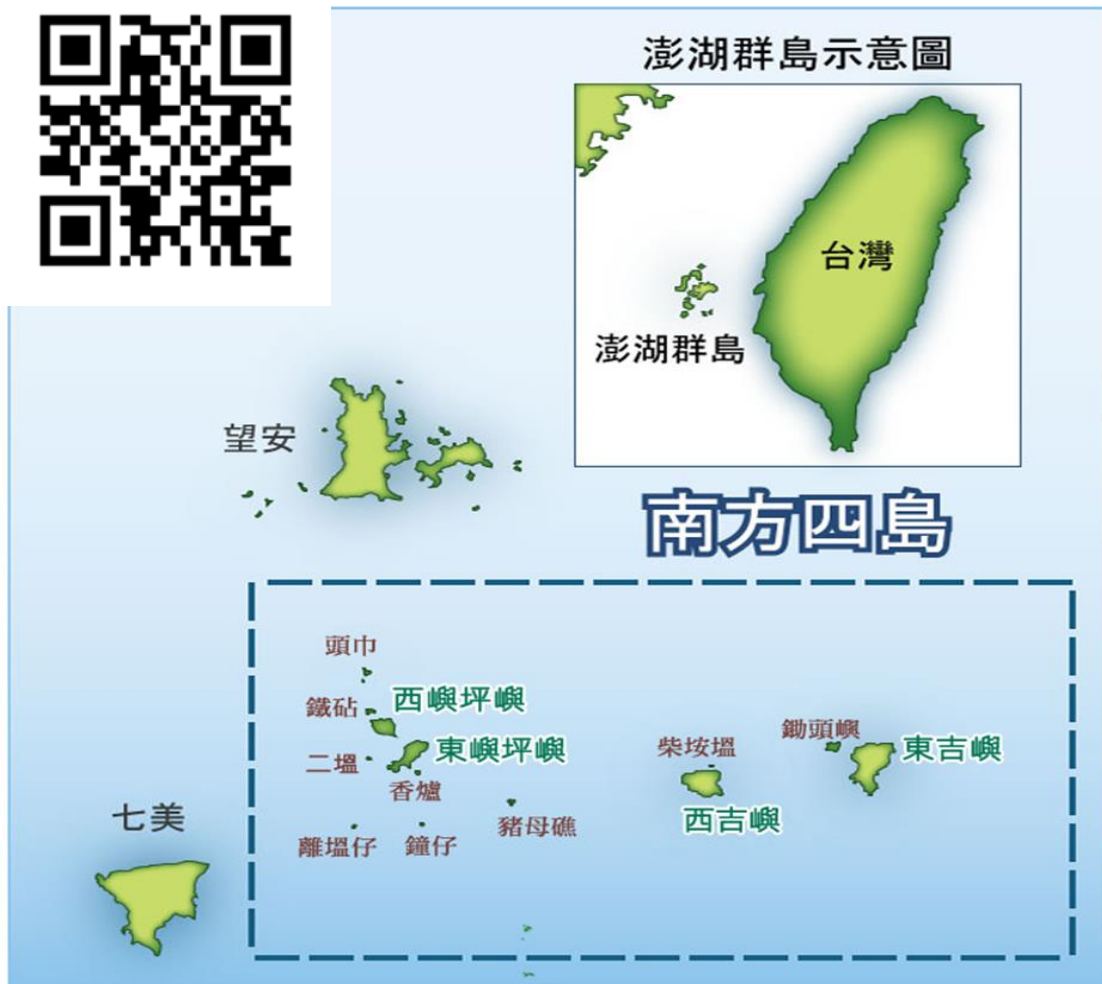 澎湖群島示意圖
台灣
澎湖群島
望安
南方四島
頭巾
鐵砧
西嶼坪嶼
東嶼坪嶼
二塭
香爐
離塭仔
鐘仔
豬母礁
柴垵塭
西吉嶼
鋤頭嶼
東吉嶼
七美